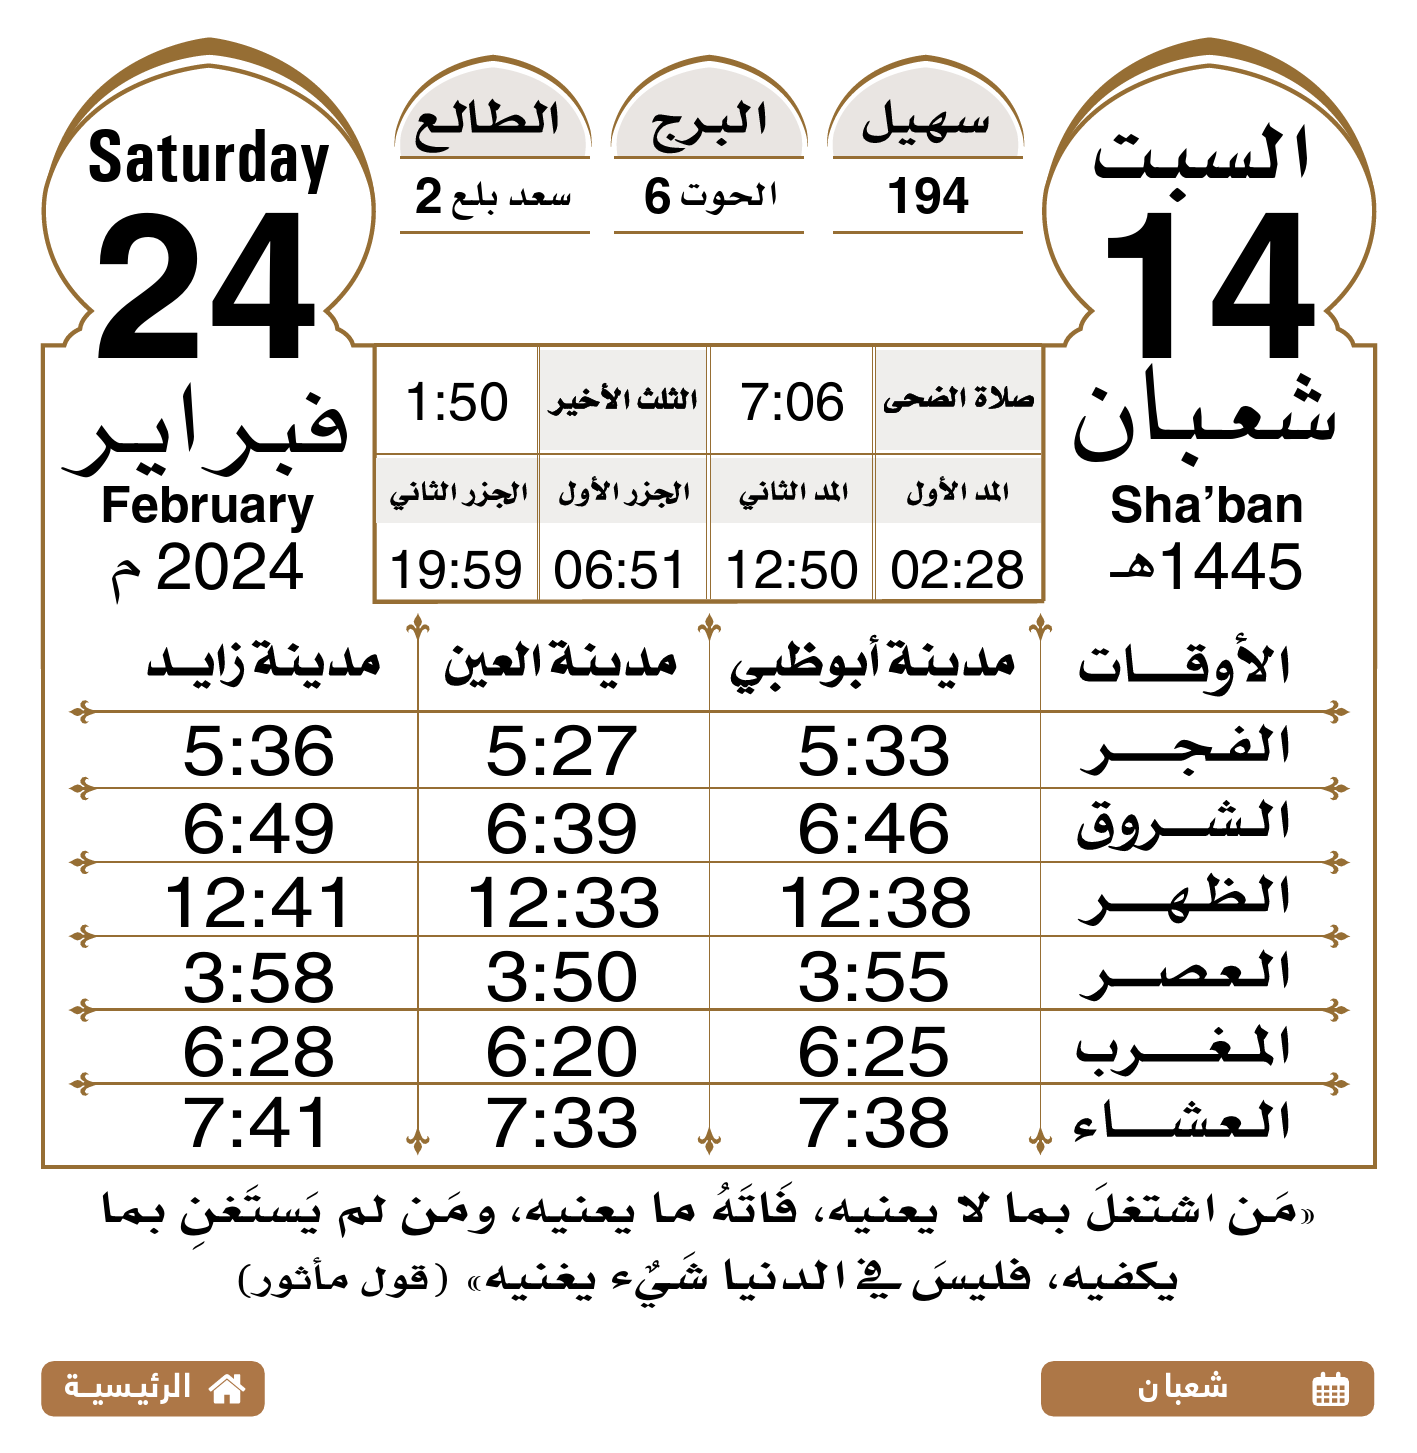 السبت
14
شعبان
Sha’ban
1445هـ
سهيل
194
البرج
الحوت 6
الطالع
سعد بلع 2
Saturday
24
فبراير
February
2024 م
صلاة الضحى 7:06 الثلث الأخير 1:50
المد الأول المد الثاني الجزر الأول الجزر الثاني
02:28 12:50 06:51 19:59
الأوقات مدينة أبوظبي مدينة العين مدينة زايد
الفجر 5:33 5:27 5:36
الشروق 6:46 6:39 6:49
الظهر 12:38 12:33 12:41
العصر 3:55 3:50 3:58
المغرب 6:25 6:20 6:28
العشاء 7:38 7:33 7:41
«مَن اشتغلَ بما لا يعنيه، فَاتَهُ ما يعنيه، ومَن لم يَستَغنِ بما
يكفيه، فليسَ في الدنيا شَيٌء يغنيه» (قول مأثور)
شعبان
الرئيسية